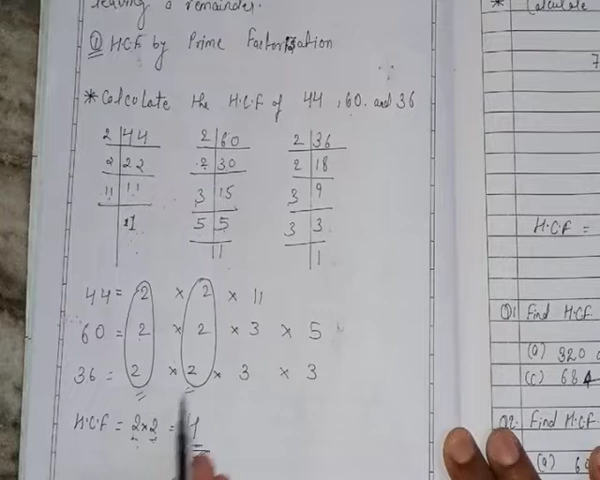 leaving a remainder.
① HCF by Prime Factorisation
* Calculate the H.C.F of 44, 60. and 36
2 | 44
2 | 22
11 | 11
1
2 | 60
2 | 30
3 | 15
5 | 5
11
2 | 36
2 | 18
3 | 9
3 | 3
1
44 = 2 × 2 × 11
60 = 2 × 2 × 3 × 5
36 = 2 × 2 × 3 × 3
H.C.F = 2×2 = 4
* Calculate
7
H.C.F =
Q1 Find H.C.F.
(a) 320
(c) 684
Q2. Find H.C.F
(a) 60